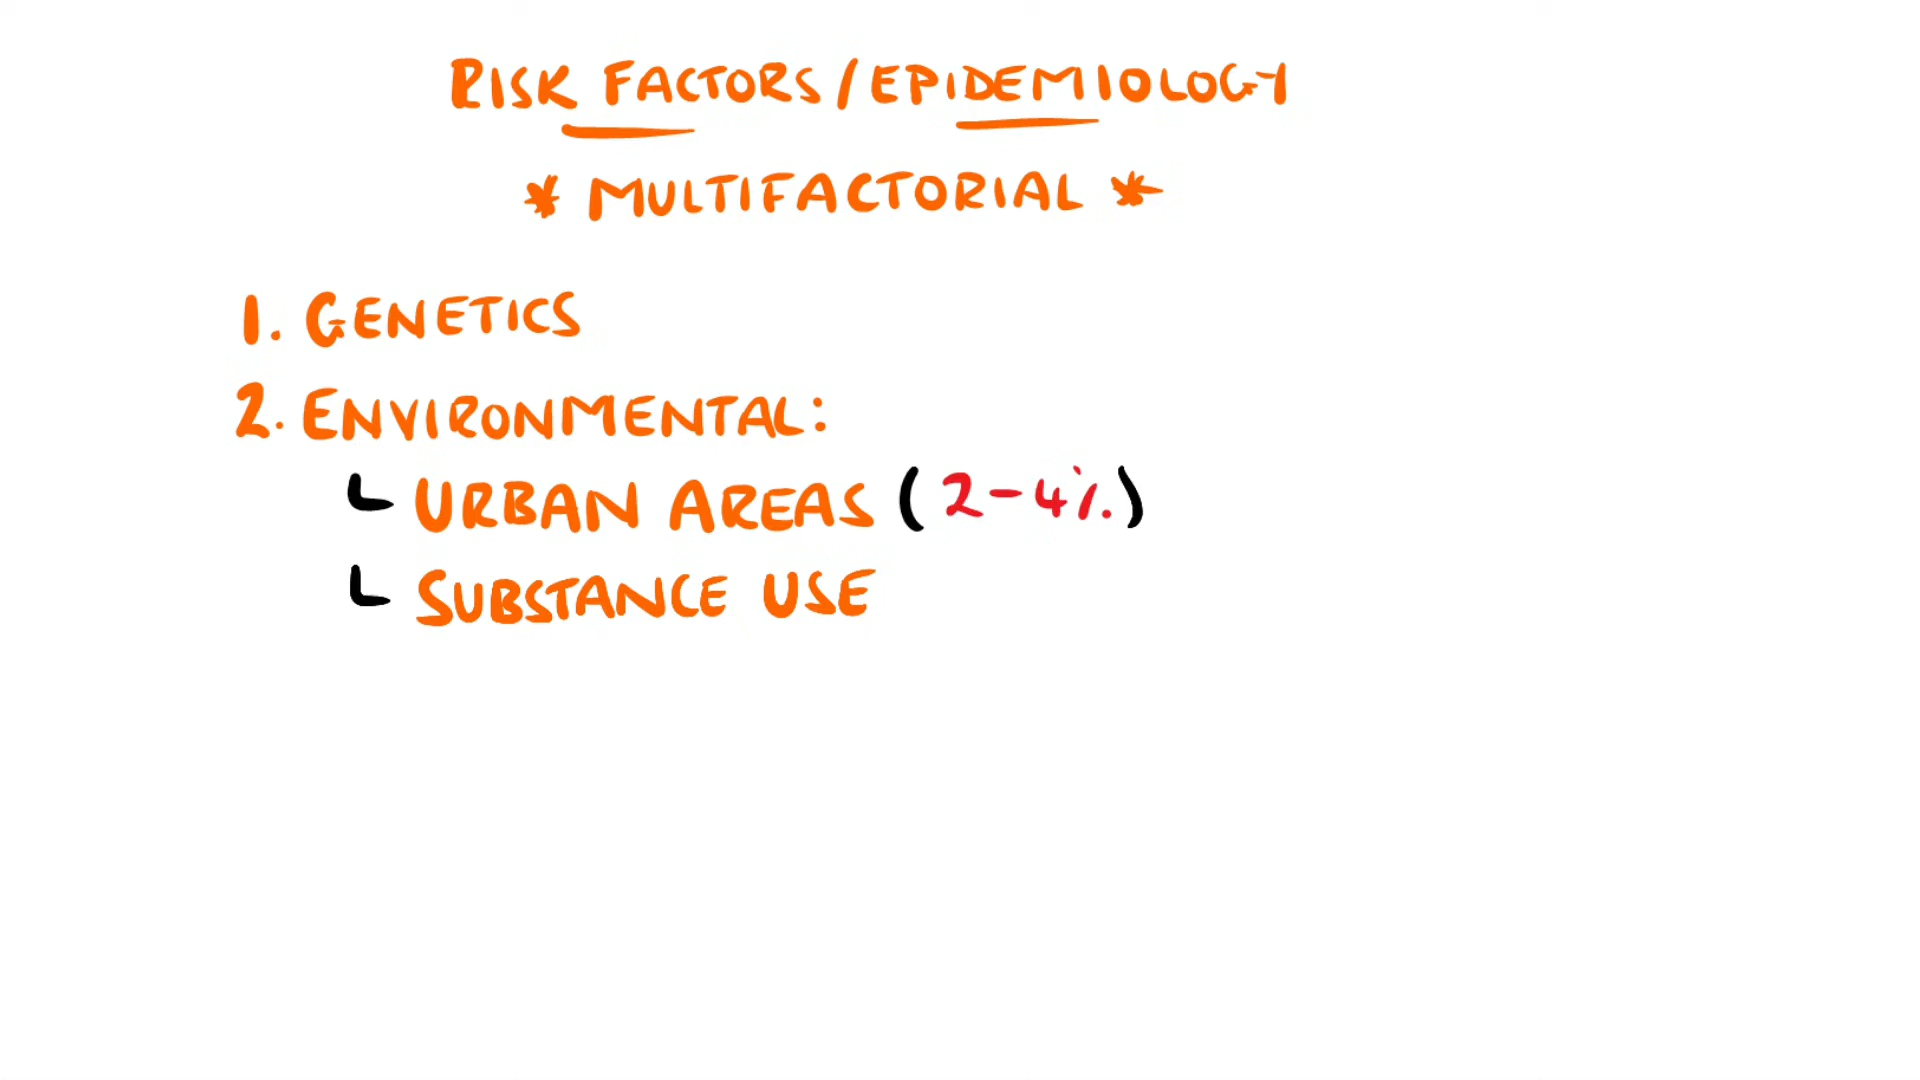 RISK FACTORS/EPIDEMIOLOGY
* MULTIFACTORIAL *
1. GENETICS
2. ENVIRONMENTAL:
URBAN AREAS (2-4%)
SUBSTANCE USE